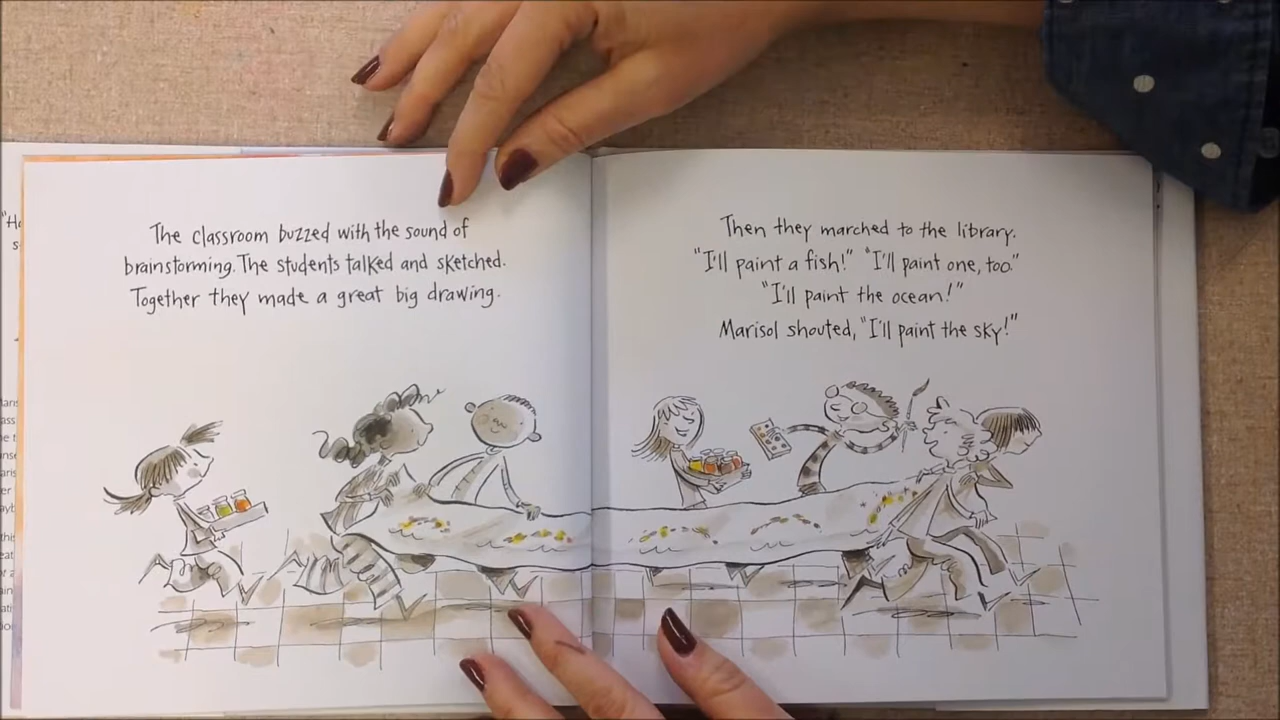 The classroom buzzed with the sound of
brainstorming. The students talked and sketched.
Together they made a great big drawing.
Then they marched to the library.
"I'll paint a fish!" "I'll paint one, too."
"I'll paint the ocean!"
Marisol shouted, "I'll paint the sky!"